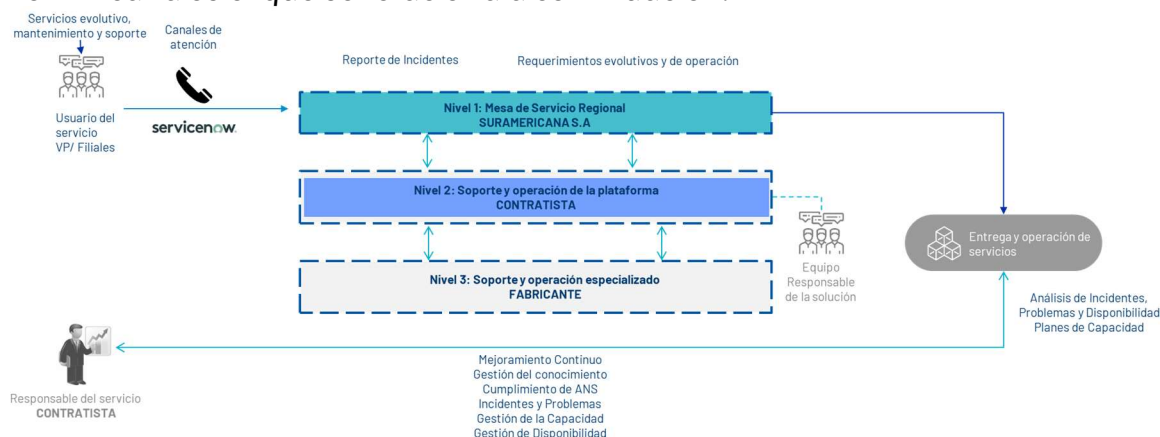 Servicios evolutivo,
mantenimiento y soporte
Canales de
atención
Reporte de Incidentes
Requerimientos evolutivos y de operación
Nivel 1: Mesa de Servicio Regional
SURAMERICANA S.A
Usuario del
servicio
VP/ Filiales
servicenow
Nivel 2: Soporte y operación de la plataforma
CONTRATISTA
Equipo
Responsable
de la solución
Entrega y operación de
servicios
Nivel 3: Soporte y operación especializado
FABRICANTE
Análisis de Incidentes,
Problemas y Disponibilidad
Planes de Capacidad
Responsable del servicio
CONTRATISTA
Mejoramiento Continuo
Gestión del conocimiento
Cumplimiento de ANS
Incidentes y Problemas
Gestión de la Capacidad
Gestión de Disponibilidad